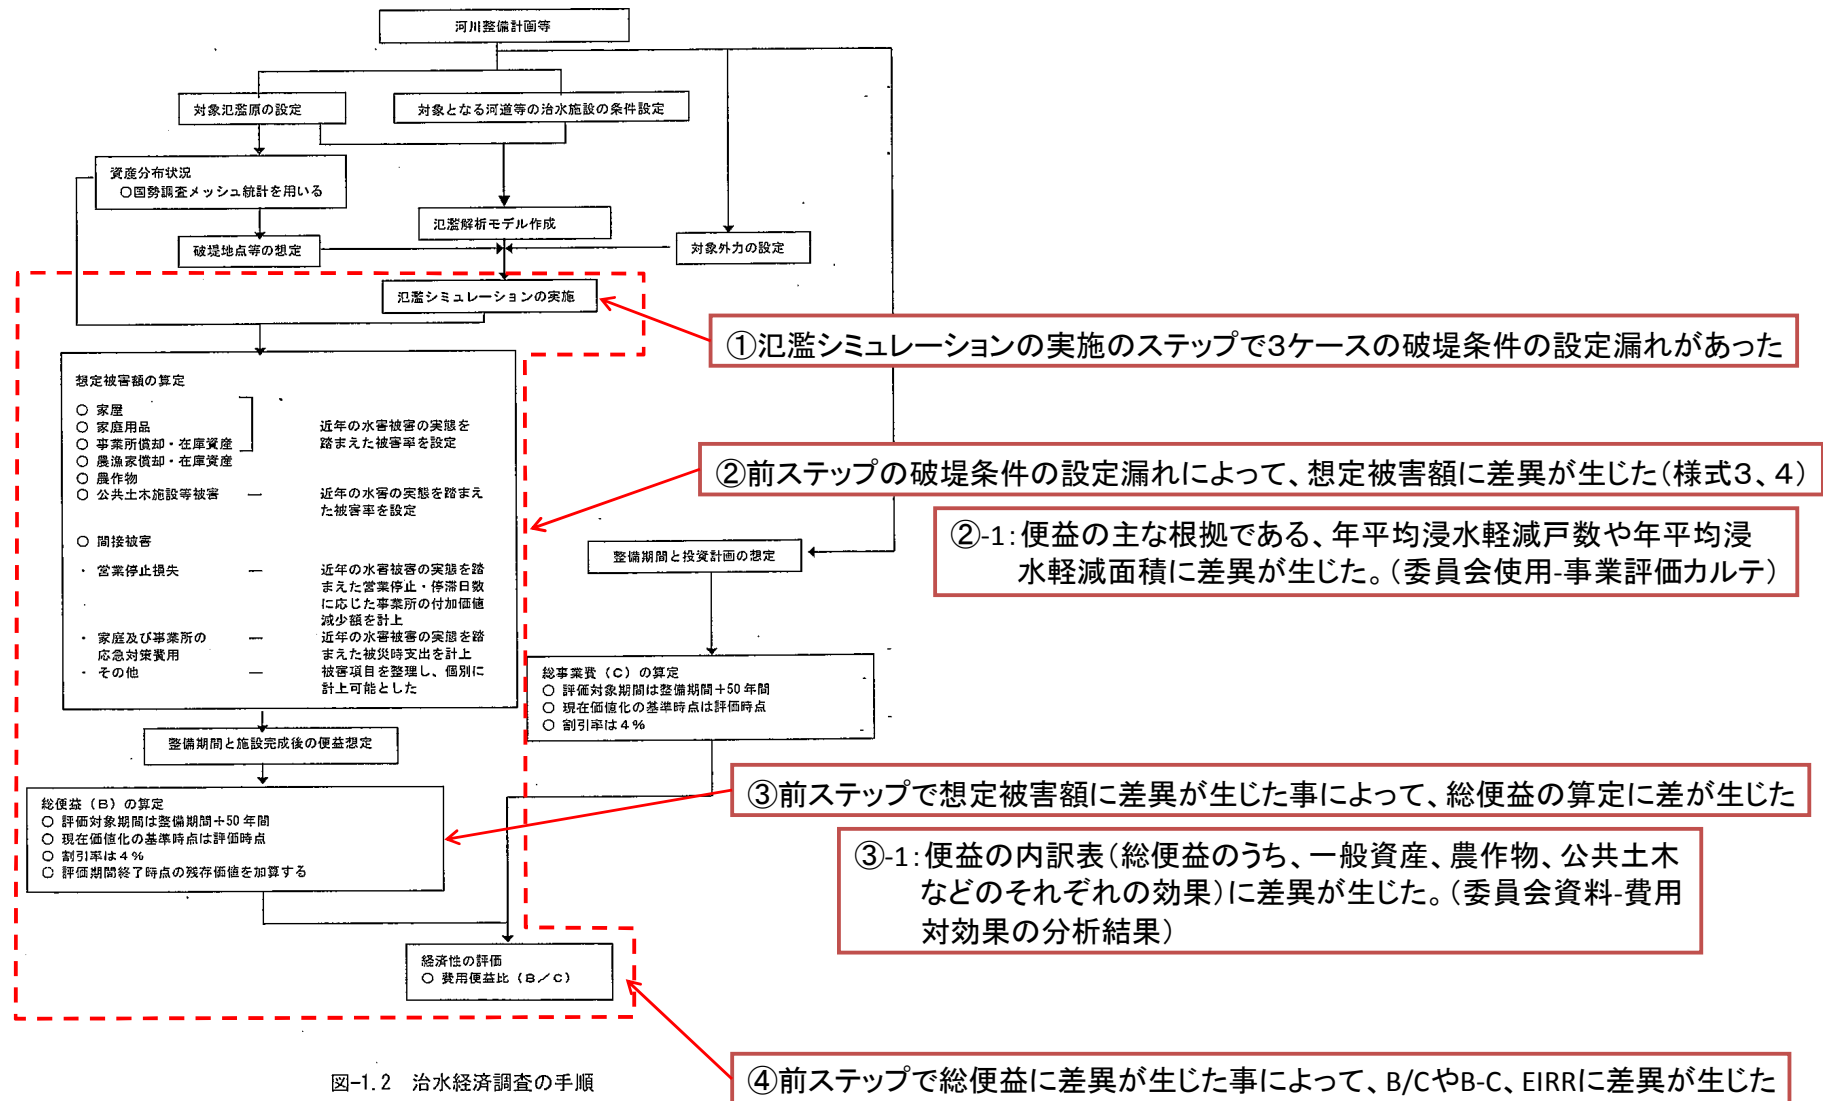 河川整備計画等
対象氾濫原の設定
対象となる河道等の治水施設の条件設定
資産分布状況
○国勢調査メッシュ統計を用いる
氾濫解析モデル作成
破堤地点等の想定
対象外力の設定
氾濫シミュレーションの実施
①氾濫シミュレーションの実施のステップで3ケースの破堤条件の設定漏れがあった
想定被害額の算定
○ 家屋
○ 家庭用品
○ 事業所償却・在庫資産
○ 農漁家償却・在庫資産
○ 農作物
近年の水害被害の実態を
踏まえた被害率を設定
○ 公共土木施設等被害 ―
近年の水害の実態を踏まえ
た被害率を設定
○ 間接被害
・ 営業停止損失 ―
近年の水害被害の実態を踏
まえた営業停止・停滞日数
に応じた事業所の付加価値
減少額を計上
・ 家庭及び事業所の ―
応急対策費用
近年の水害被害の実態を踏
まえた被災時支出を計上
・ その他 ―
被害項目を整理し、個別に
計上可能とした
②前ステップの破堤条件の設定漏れによって、想定被害額に差異が生じた(様式3、4)
②-1:便益の主な根拠である、年平均浸水軽減戸数や年平均浸
水軽減面積に差異が生じた。(委員会使用-事業評価カルテ)
整備期間と投資計画の想定
総事業費（C）の算定
○ 評価対象期間は整備期間＋50年間
○ 現在価値化の基準時点は評価時点
○ 割引率は4％
整備期間と施設完成後の便益想定
総便益（B）の算定
○ 評価対象期間は整備期間＋50年間
○ 現在価値化の基準時点は評価時点
○ 割引率は4％
○ 評価期間終了時点の残存価値を加算する
③前ステップで想定被害額に差異が生じた事によって、総便益の算定に差が生じた
③-1:便益の内訳表(総便益のうち、一般資産、農作物、公共土木
などのそれぞれの効果)に差異が生じた。(委員会資料-費用
対効果の分析結果)
経済性の評価
○ 費用便益比（B／C）
④前ステップで総便益に差異が生じた事によって、B/CやB-C、EIRRに差異が生じた
図-1.2 治水経済調査の手順